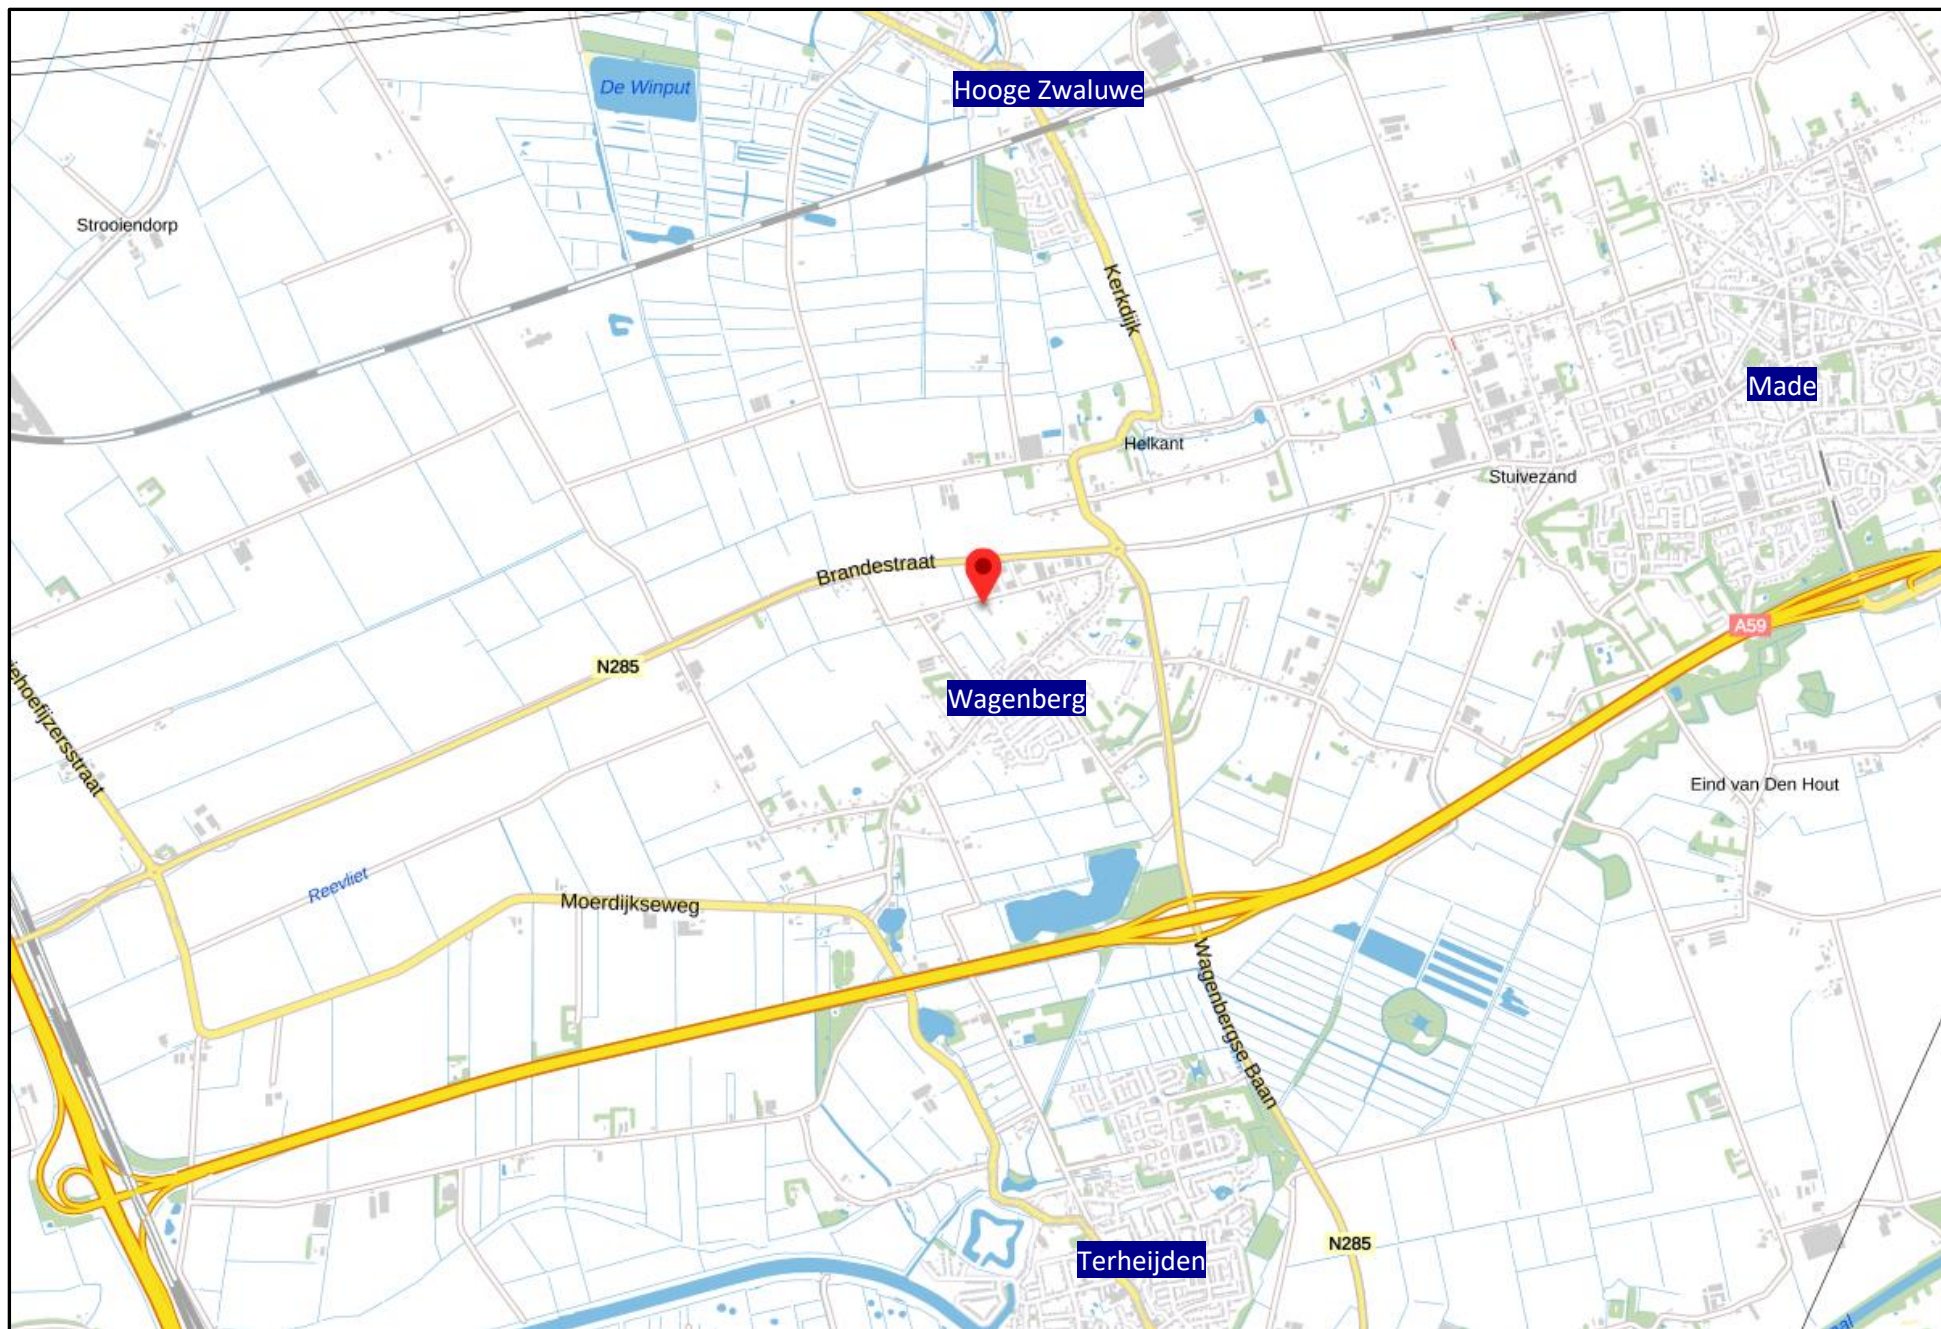 De Winput
Hooge Zwaluwe
Strooiendorp
Kerkdijk
Made
Helkant
Stuivezand
Brandestraat
A59
N285
Wagenberg
Eind van Den Hout
Reevliet
Moerdijkseweg
Wagenbergse Baan
N285
Terheijden